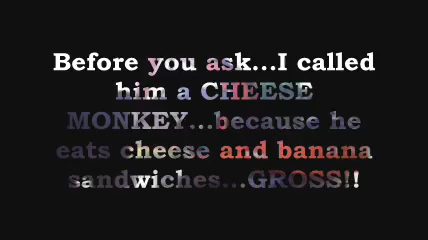 Before you ask...I called
him a CHEESE
MONKEY...because he
eats cheese and banana
sandwiches...GROSS!!